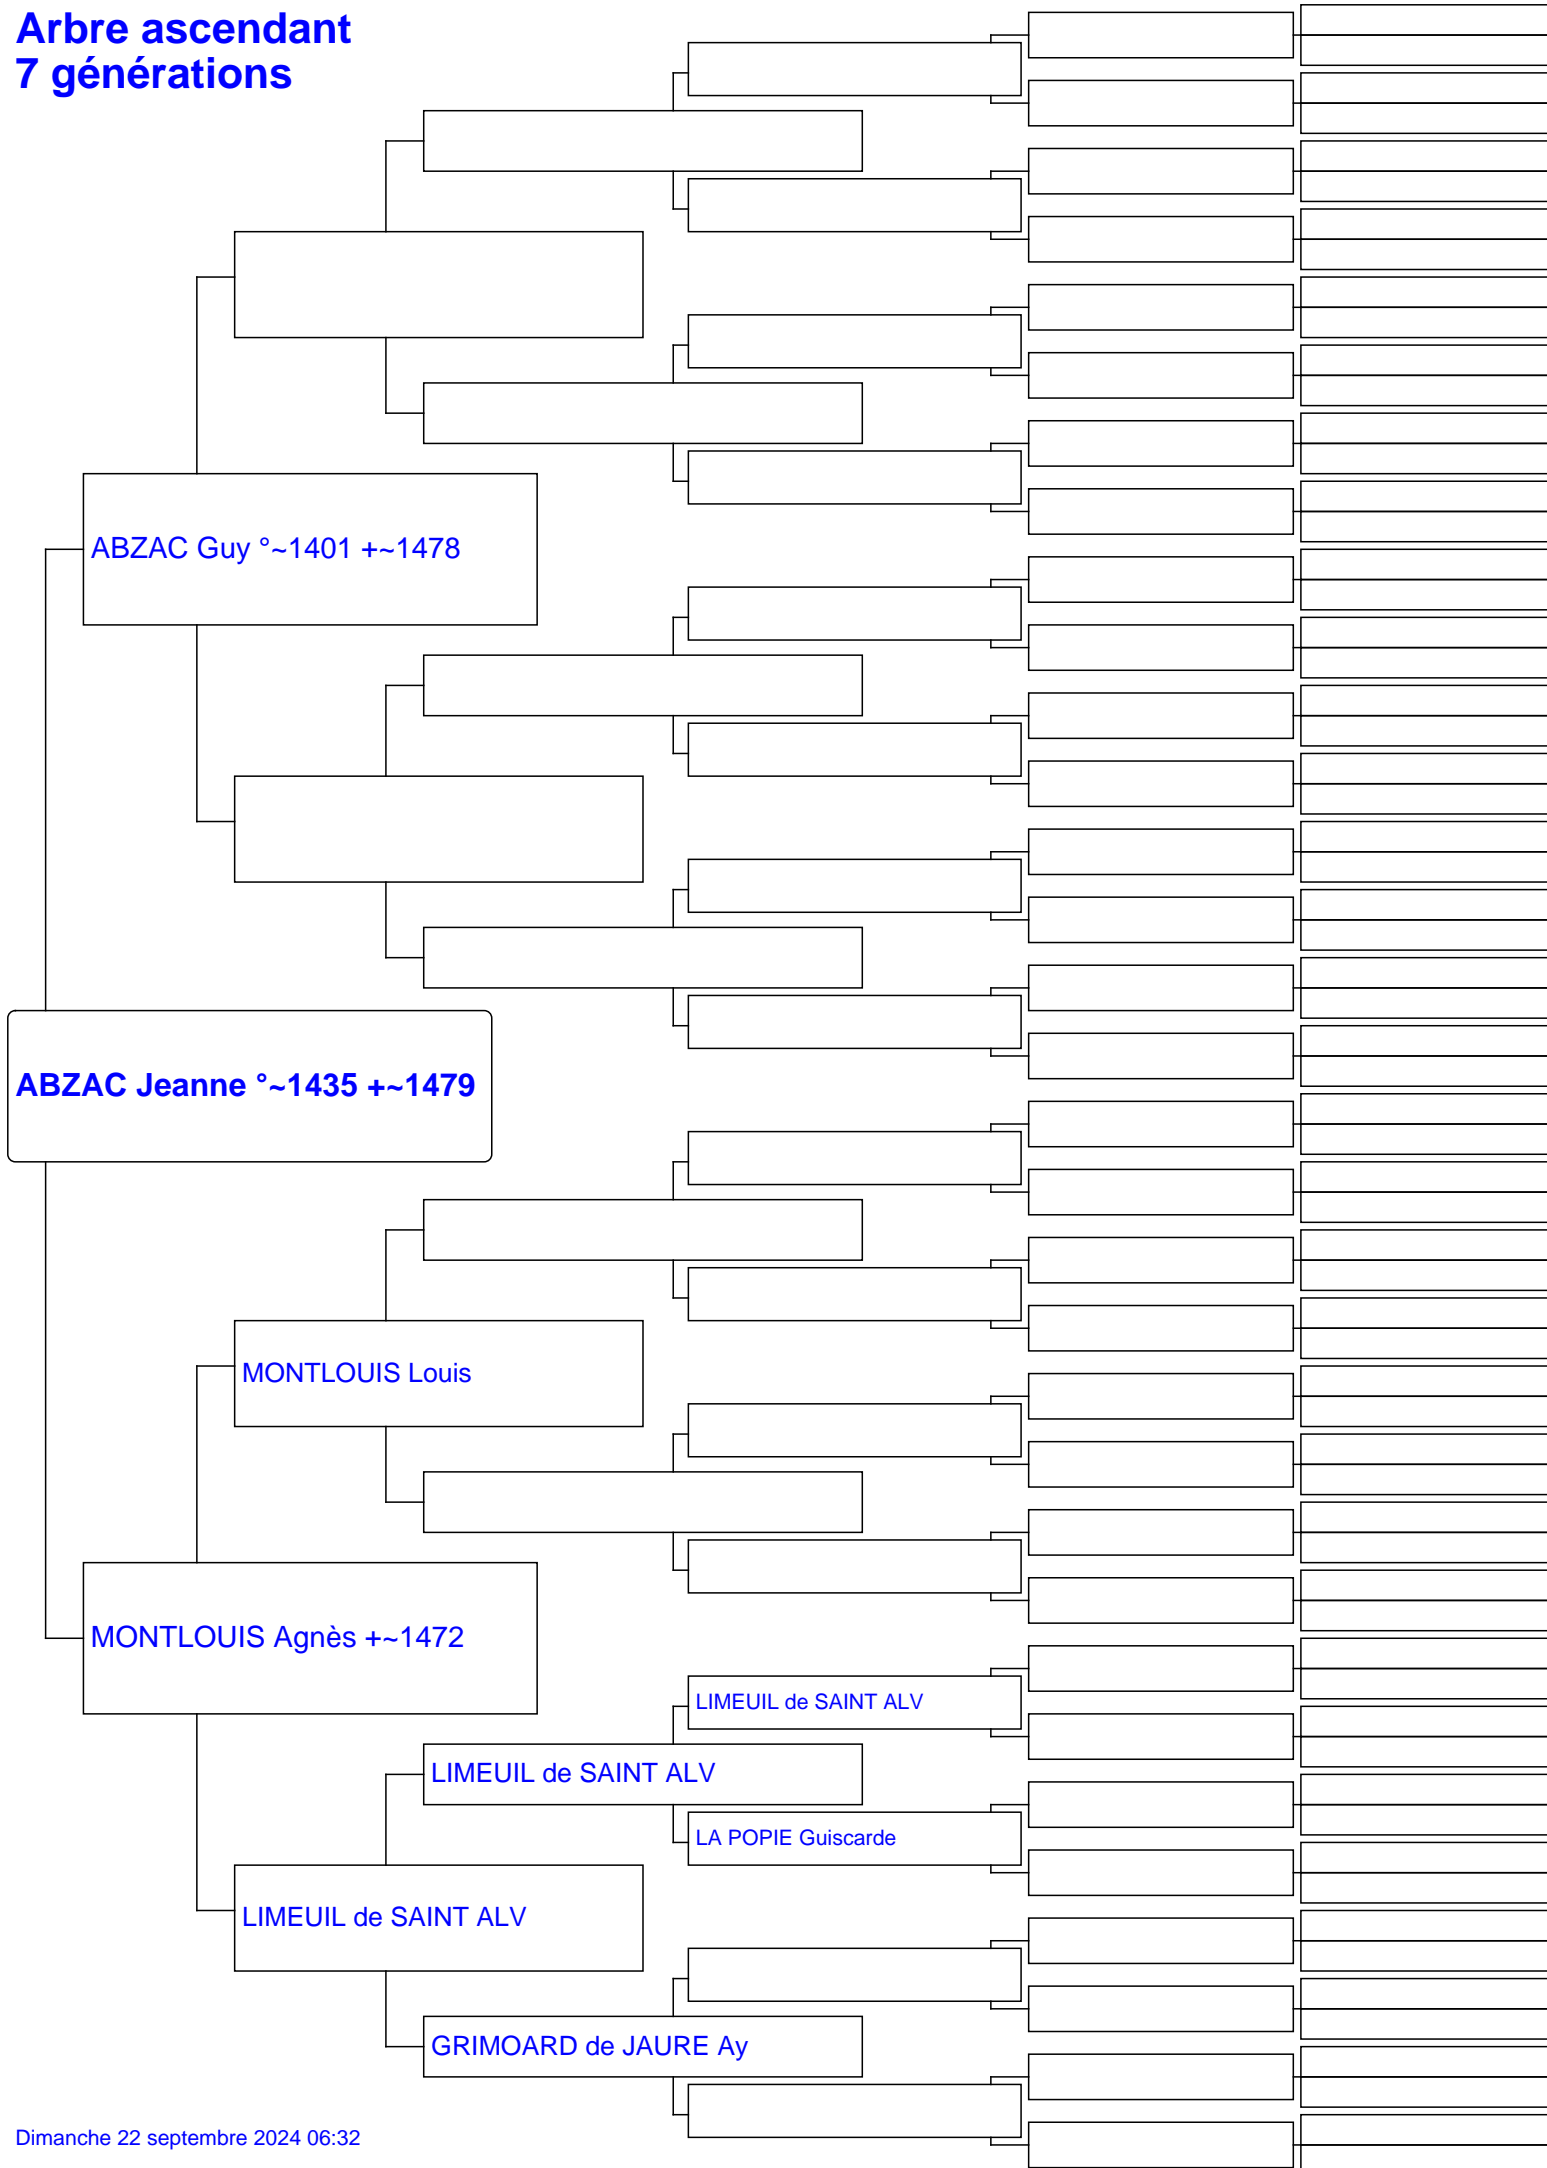 Arbre ascendant
7 générations
ABZAC Guy °~1401 +~1478
ABZAC Jeanne °~1435 +~1479
MONTLOUIS Louis
MONTLOUIS Agnès +~1472
LIMEUIL de SAINT ALV
LIMEUIL de SAINT ALV
LA POPIE Guiscarde
LIMEUIL de SAINT ALV
GRIMOARD de JAURE Ay
Dimanche 22 septembre 2024 06:32